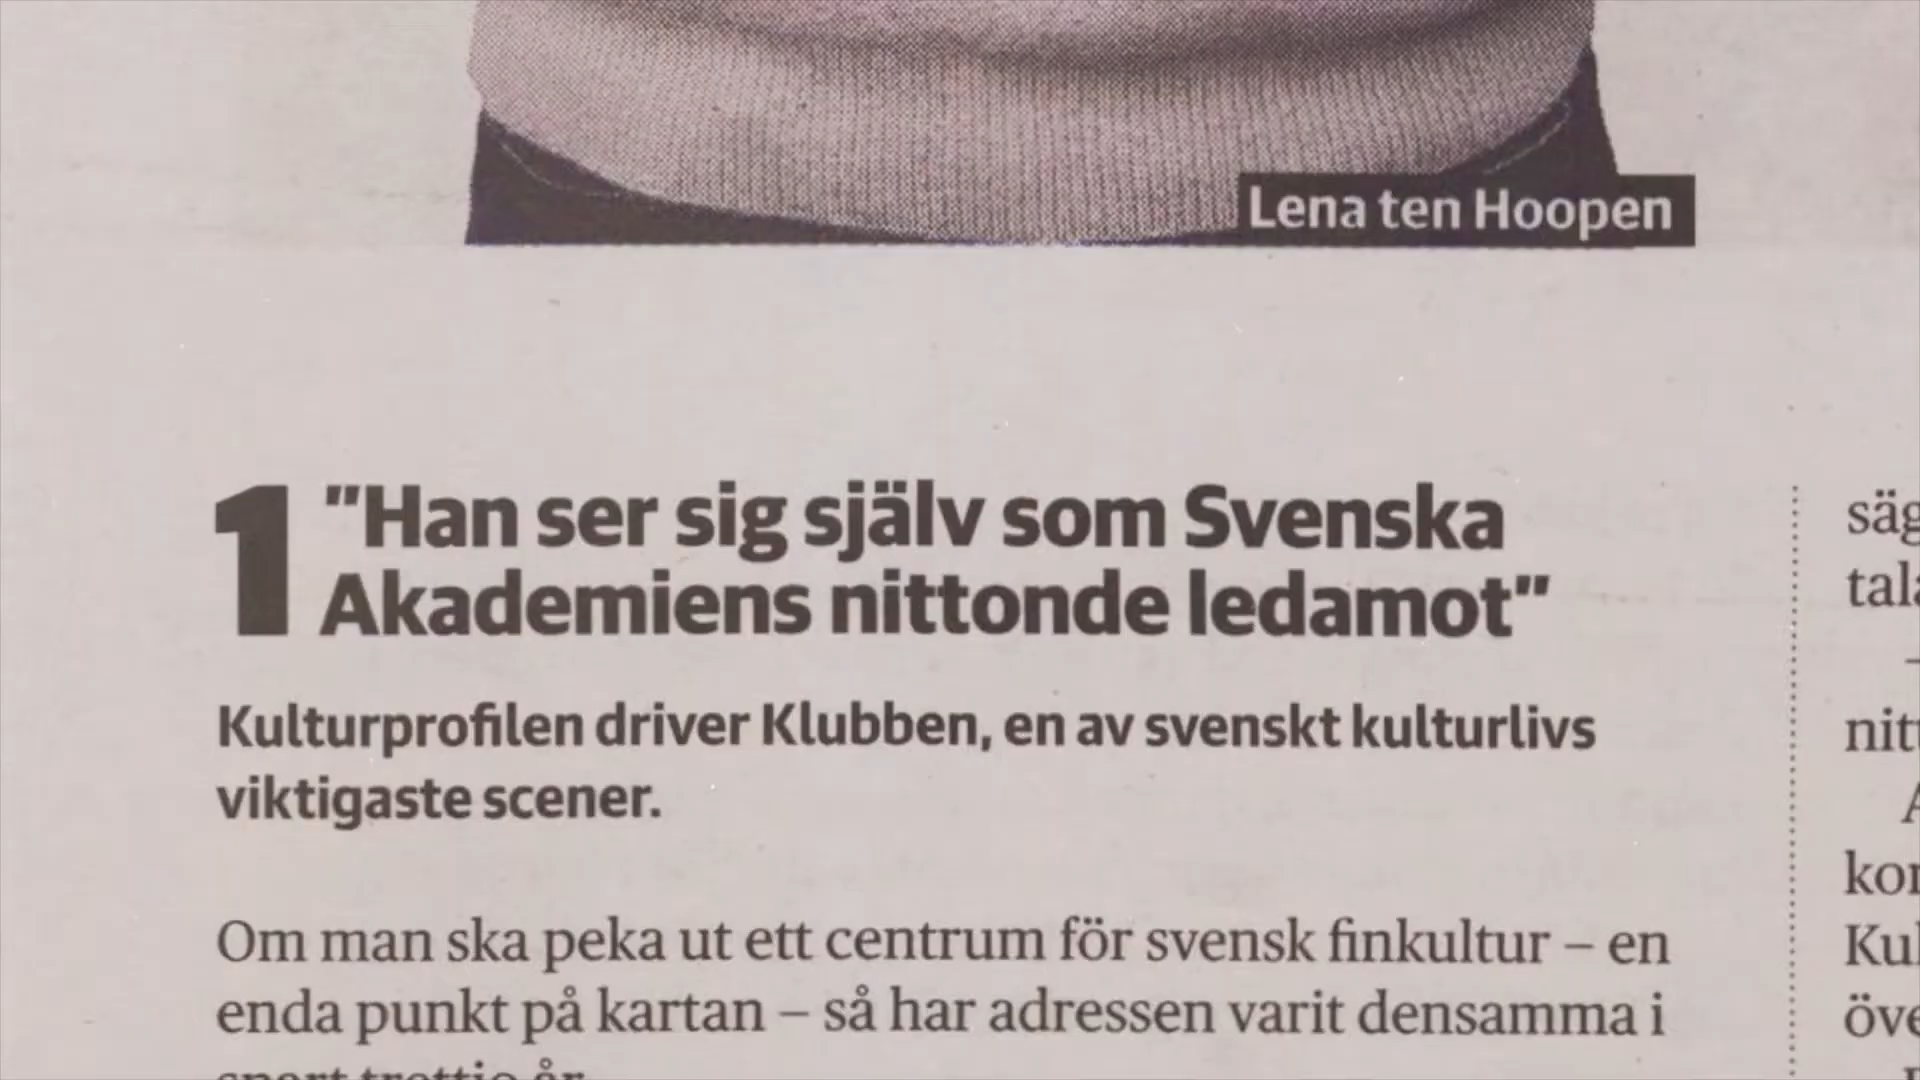 Lena ten Hoopen
1 "Han ser sig själv som Svenska
Akademiens nittonde ledamot"
Kulturprofilen driver Klubben, en av svenskt kulturlivs
viktigaste scener.
Om man ska peka ut ett centrum för svensk finkultur – en
enda punkt på kartan – så har adressen varit densamma i